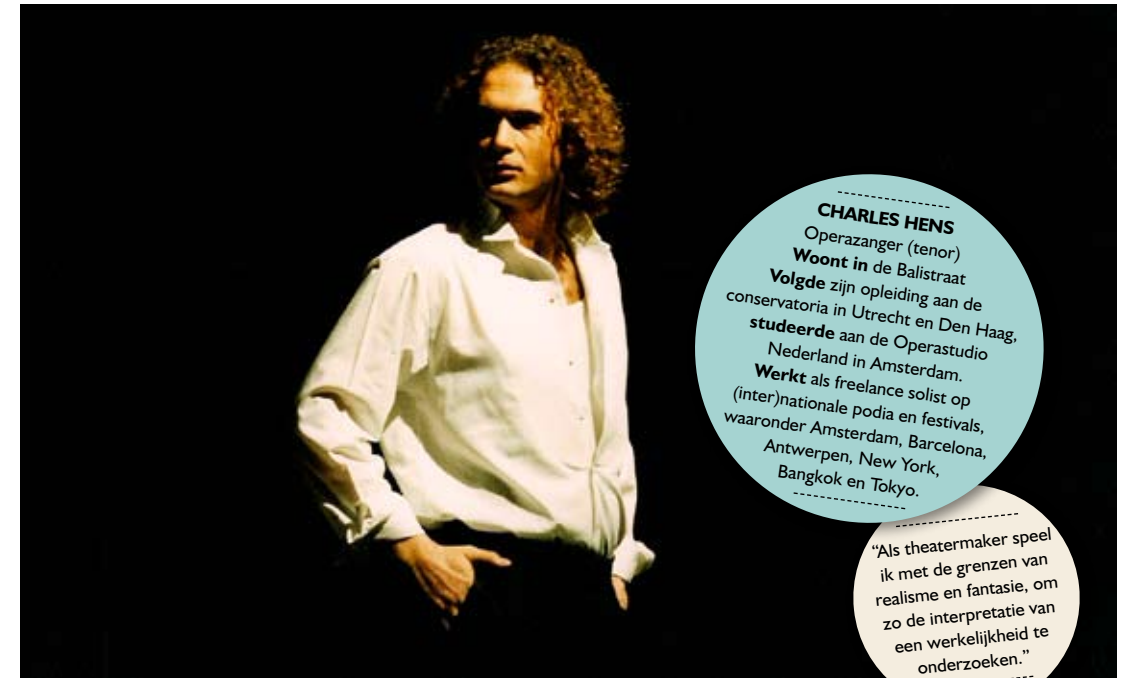 CHARLES HENS
Operazanger (tenor)
Woont in de Balistraat
Volgde zijn opleiding aan de
conservatoria in Utrecht en Den Haag,
studeerde aan de Operastudio
Nederland in Amsterdam.
Werkt als freelance solist op
(inter)nationale podia en festivals,
waaronder Amsterdam, Barcelona,
Antwerpen, New York,
Bangkok en Tokyo.
“Als theatermaker speel
ik met de grenzen van
realisme en fantasie, om
zo de interpretatie van
een werkelijkheid te
onderzoeken.”